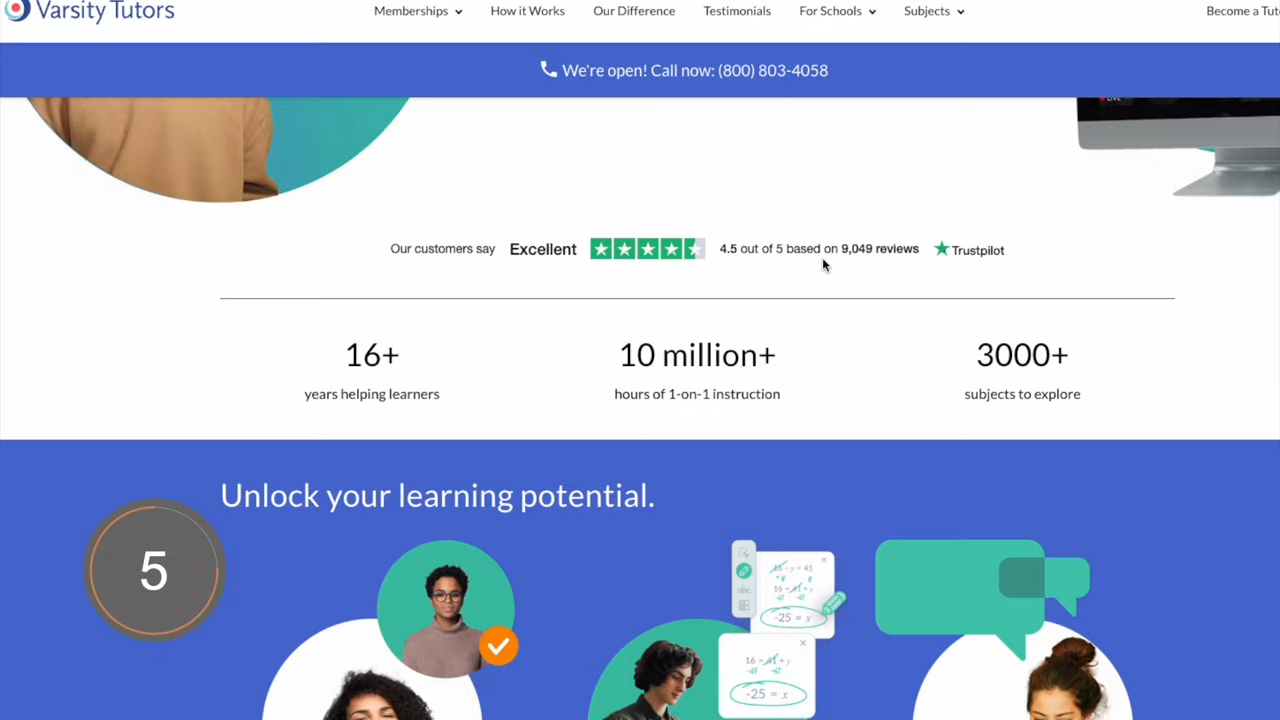 Varsity Tutors
Memberships How it Works Our Difference Testimonials For Schools Subjects Become a Tut
We're open! Call now: (800) 803-4058
Our customers say Excellent 4.5 out of 5 based on 9,049 reviews Trustpilot
16+ 10 million+ 3000+
years helping learners hours of 1-on-1 instruction subjects to explore
Unlock your learning potential.
5
abc
-25 = x
-25 = x